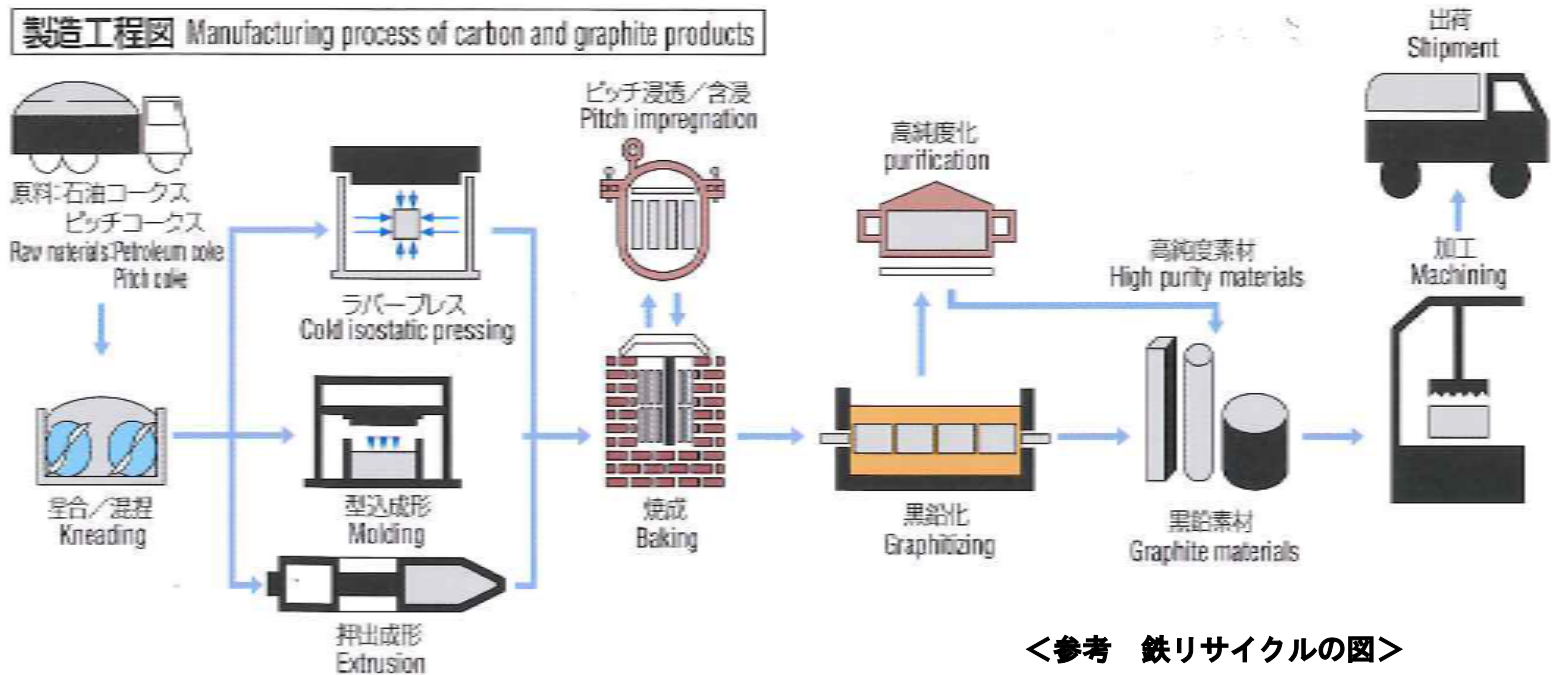 製造工程図 Manufacturing process of carbon and graphite products
原料:石油コークス
ピッチコークス
Raw materials:Petroleum coke
Pitch coke
混合/混捏
Kneading
ラバープレス
Cold isostatic pressing
型込成形
Molding
押出成形
Extrusion
ピッチ浸透/含浸
Pitch impregnation
焼成
Baking
高純度化
purification
黒鉛化
Graphitizing
高純度素材
High purity materials
黒鉛素材
Graphite materials
加工
Machining
出荷
Shipment
<参考 鉄リサイクルの図>